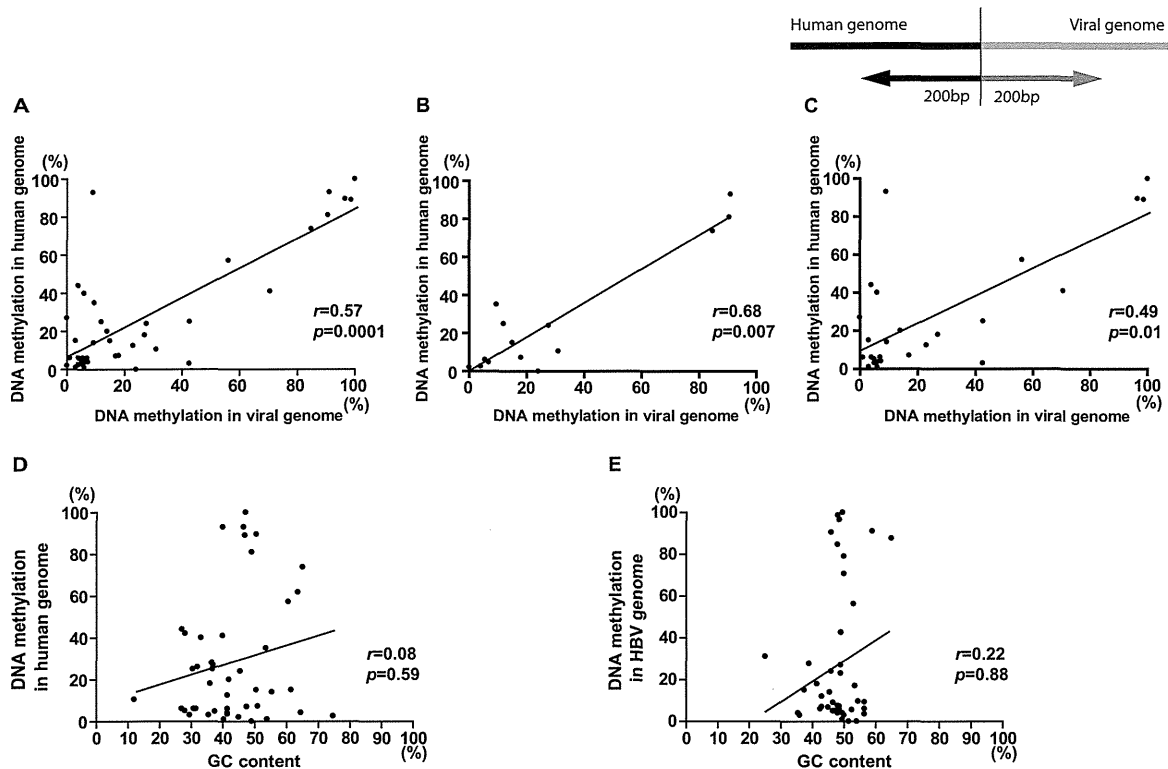 Human genome
Viral genome
200bp
200bp
A
(%)
100
80
60
40
20
0
DNA methylation in human genome
r=0.57
p=0.0001
0
20
40
60
80
100
(%)
DNA methylation in viral genome
B
(%)
100
80
60
40
20
0
DNA methylation in human genome
r=0.68
p=0.007
0
20
40
60
80
100
(%)
DNA methylation in viral genome
C
(%)
100
80
60
40
20
0
DNA methylation in human genome
r=0.49
p=0.01
0
20
40
60
80
100
(%)
DNA methylation in viral genome
D
(%)
100
80
60
40
20
0
DNA methylation
in human genome
r=0.08
p=0.59
0 10 20 30 40 50 60 70 80 90 100
(%)
GC content
E
(%)
100
80
60
40
20
0
DNA methylation
in HBV genome
r=0.22
p=0.88
0 10 20 30 40 50 60 70 80 90 100
(%)
GC content